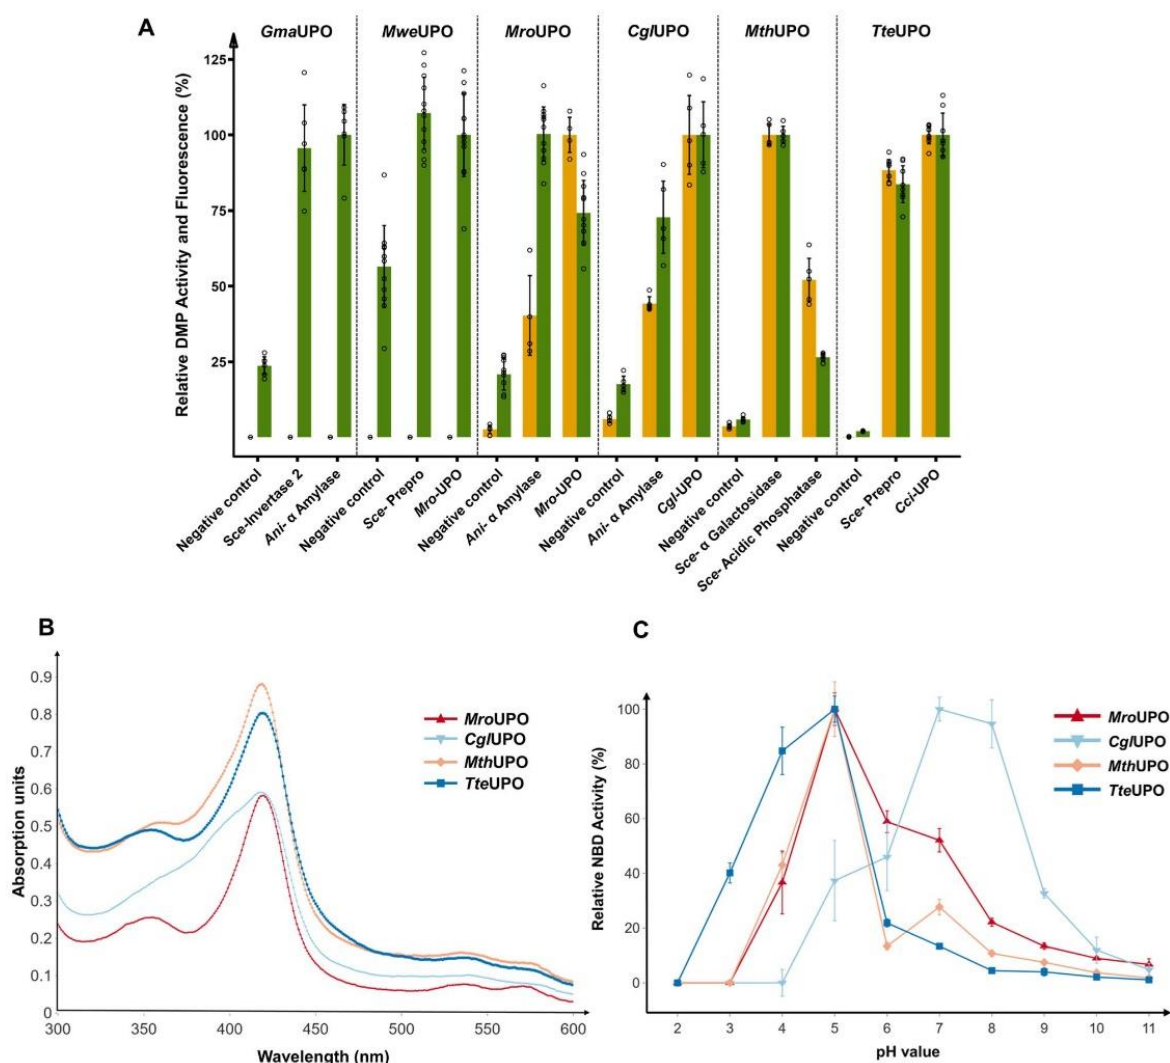 A
GmaUPO MweUPO MroUPO CglUPO MthUPO TteUPO
Relative DMP Activity and Fluorescence (%)
125
100
75
50
25
Negative control
Sce-Invertase 2
Ani- α Amylase
Negative control
Sce- Prepro
Mro-UPO
Negative control
Ani- α Amylase
Mro-UPO
Negative control
Ani- α Amylase
Cgl-UPO
Negative control
Sce- α Galactosidase
Sce- Acidic Phosphatase
Negative control
Sce- Prepro
Cci-UPO
B
Absorption units
0.9
0.8
0.7
0.6
0.5
0.4
0.3
0.2
0.1
0
300 350 400 450 500 550 600
Wavelength (nm)
MroUPO
CglUPO
MthUPO
TteUPO
C
Relative NBD Activity (%)
100
80
60
40
20
0
2 3 4 5 6 7 8 9 10 11
pH value
MroUPO
CglUPO
MthUPO
TteUPO